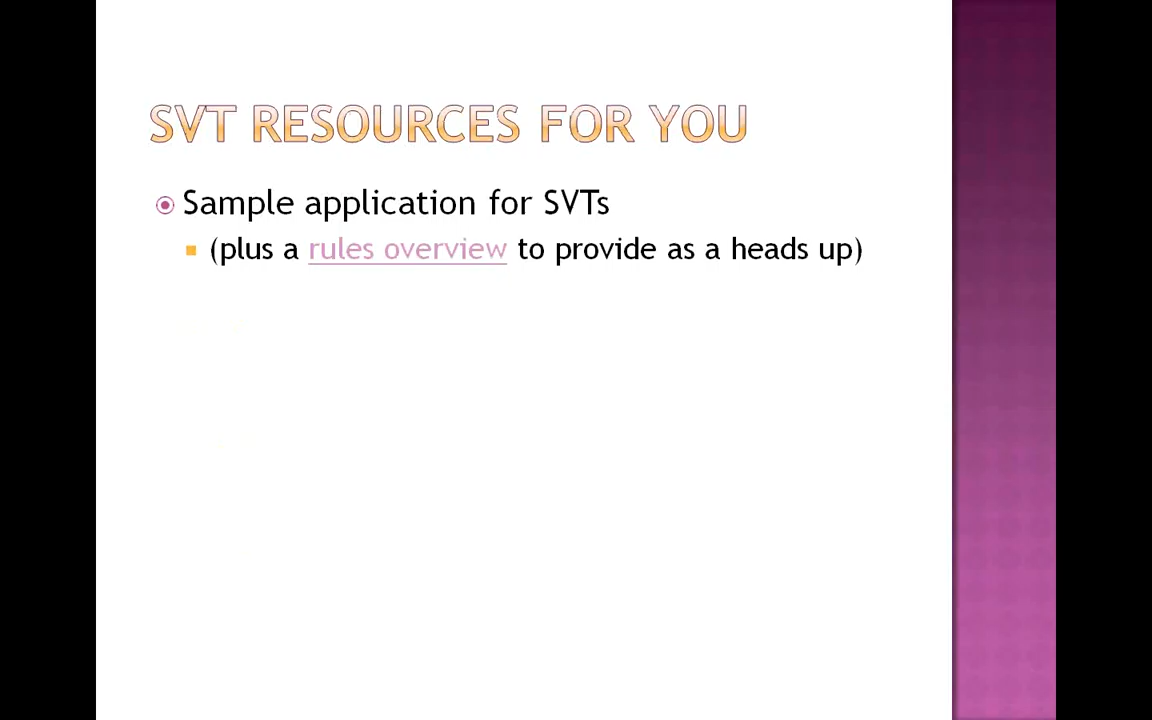 SVT RESOURCES FOR YOU
Sample application for SVTs
(plus a rules overview to provide as a heads up)